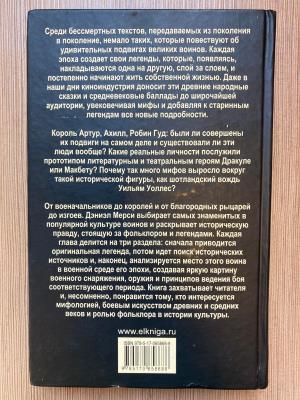 Среди бессмертных текстов, передаваемых из поколения
в поколение, немало таких, которые повествуют об
удивительных подвигах великих воинов. Каждая
эпоха создает свои легенды, которые, появляясь,
накладываются одна на другую, слой за слоем, и
постепенно начинают жить собственной жизнью. Даже в
наши дни киноиндустрия доносит эти древние народные
сказки и средневековые баллады до широчайшей
аудитории, увековечивая мифы и добавляя к старинным
легендам все новые подробности.
Король Артур, Ахилл, Робин Гуд: были ли совершены
их подвиги на самом деле и существовали ли эти
люди вообще? Какие реальные личности послужили
прототипом литературным и театральным героям Дракуле
или Макбету? Почему так много мифов выросло вокруг
такой исторической фигуры, как шотландский вождь
Уильям Уоллес?
От военачальников до королей и от благородных рыцарей
до изгоев. Дэниэл Мерси выбирает самых знаменитых в
популярной культуре воинов и раскрывает историческую
правду, стоящую за фольклором и легендами. Каждая
глава делится на три раздела: сначала приводится
оригинальная легенда, потом идет поиск исторических
источников и, наконец, анализируется место этого воина
в военной среде его эпохи, создавая яркую картину
военного снаряжения, оружия и принципов ведения боя
соответствующего периода. Книга захватывает читателя
и, несомненно, понравится тому, кто интересуется
мифологией, боевым искусством древних и средних
веков и ролью фольклора в истории культуры.
www.elkniga.ru
ISBN 978-5-17-065868-8
9785170658688